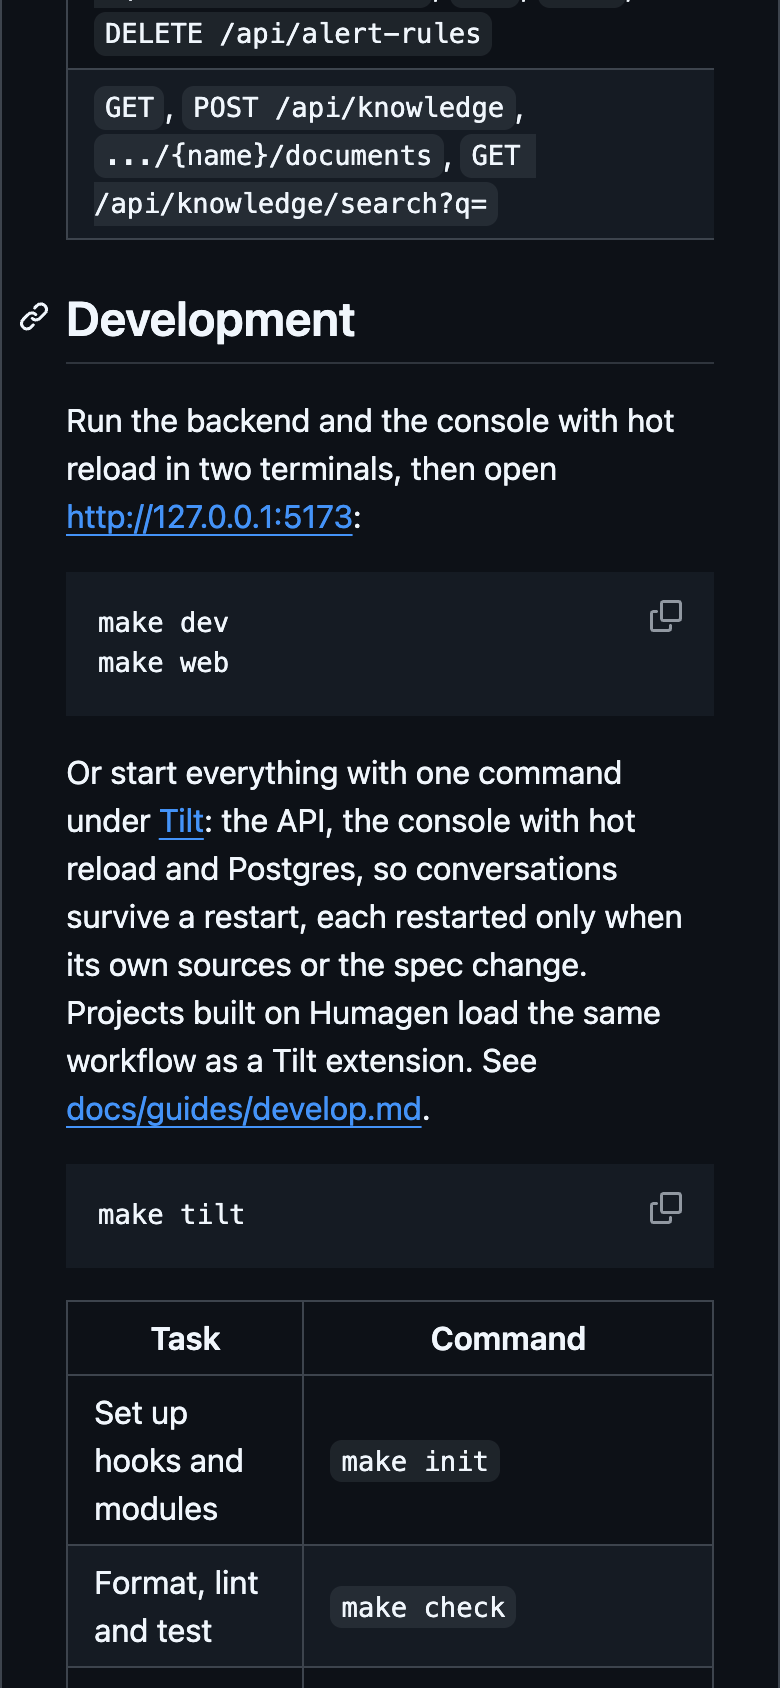 DELETE /api/alert-rules
GET, POST /api/knowledge,
.../{name}/documents, GET
/api/knowledge/search?q=
Development
Run the backend and the console with hot
reload in two terminals, then open
http://127.0.0.1:5173:
make dev
make web
Or start everything with one command
under Tilt: the API, the console with hot
reload and Postgres, so conversations
survive a restart, each restarted only when
its own sources or the spec change.
Projects built on Humagen load the same
workflow as a Tilt extension. See
docs/guides/develop.md.
make tilt
Task Command
Set up
hooks and
modules
make init
Format, lint
and test
make check